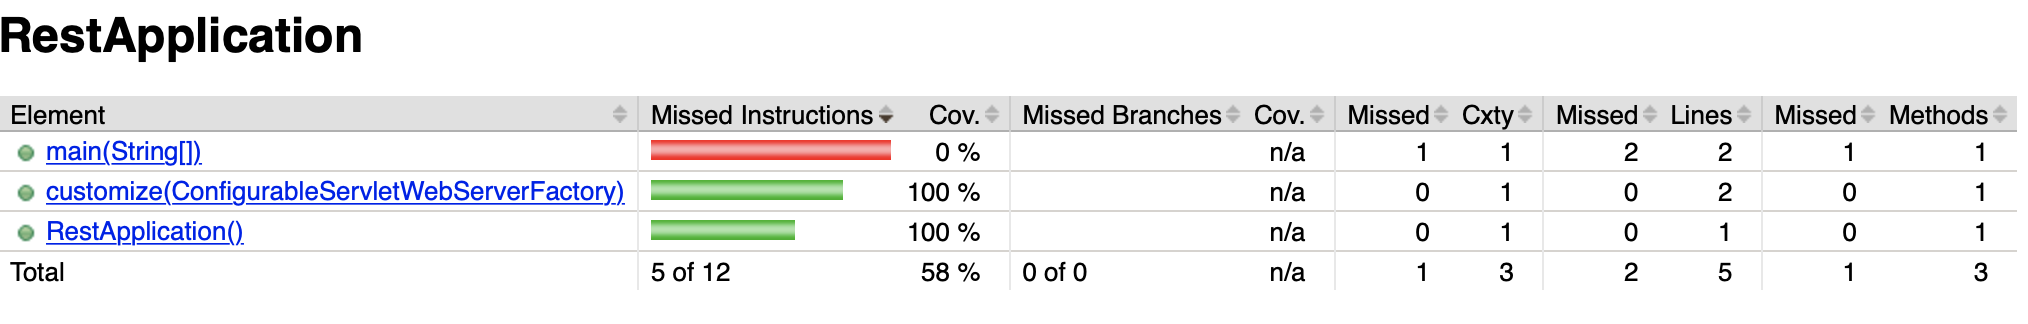 RestApplication
Element Missed Instructions Cov. Missed Branches Cov. Missed Cxty Missed Lines Missed Methods
main(String[]) 0 % n/a 1 1 2 2 1 1
customize(ConfigurableServletWebServerFactory) 100 % n/a 0 1 0 2 0 1
RestApplication() 100 % n/a 0 1 0 1 0 1
Total 5 of 12 58 % 0 of 0 n/a 1 3 2 5 1 3